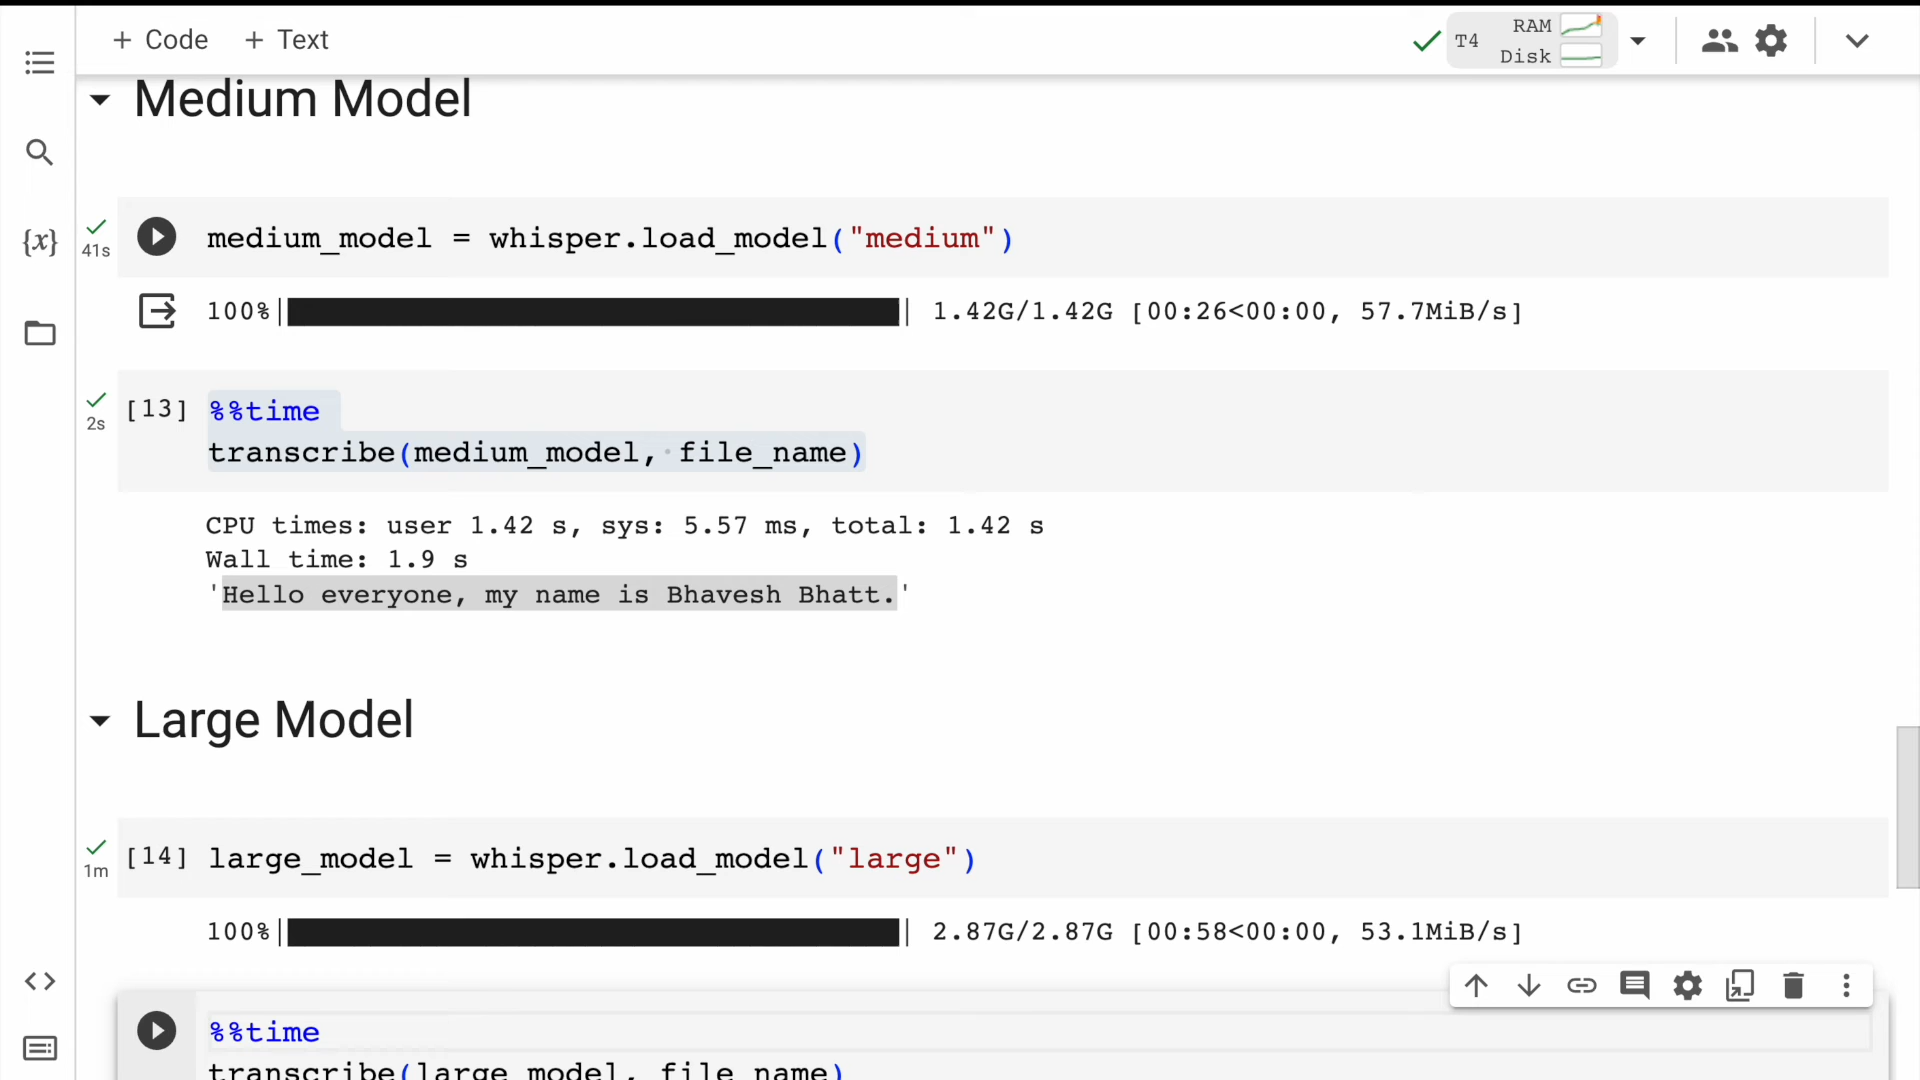 + Code + Text
T4 RAM
Disk
Medium Model
{x}
41s
medium_model = whisper.load_model("medium")
100%| | 1.42G/1.42G [00:26<00:00, 57.7MiB/s]
2s
[13] %%time
transcribe(medium_model, file_name)
CPU times: user 1.42 s, sys: 5.57 ms, total: 1.42 s
Wall time: 1.9 s
'Hello everyone, my name is Bhavesh Bhatt.'
Large Model
1m
[14] large_model = whisper.load_model("large")
100%| | 2.87G/2.87G [00:58<00:00, 53.1MiB/s]
%%time
transcribe(large_model, file_name)